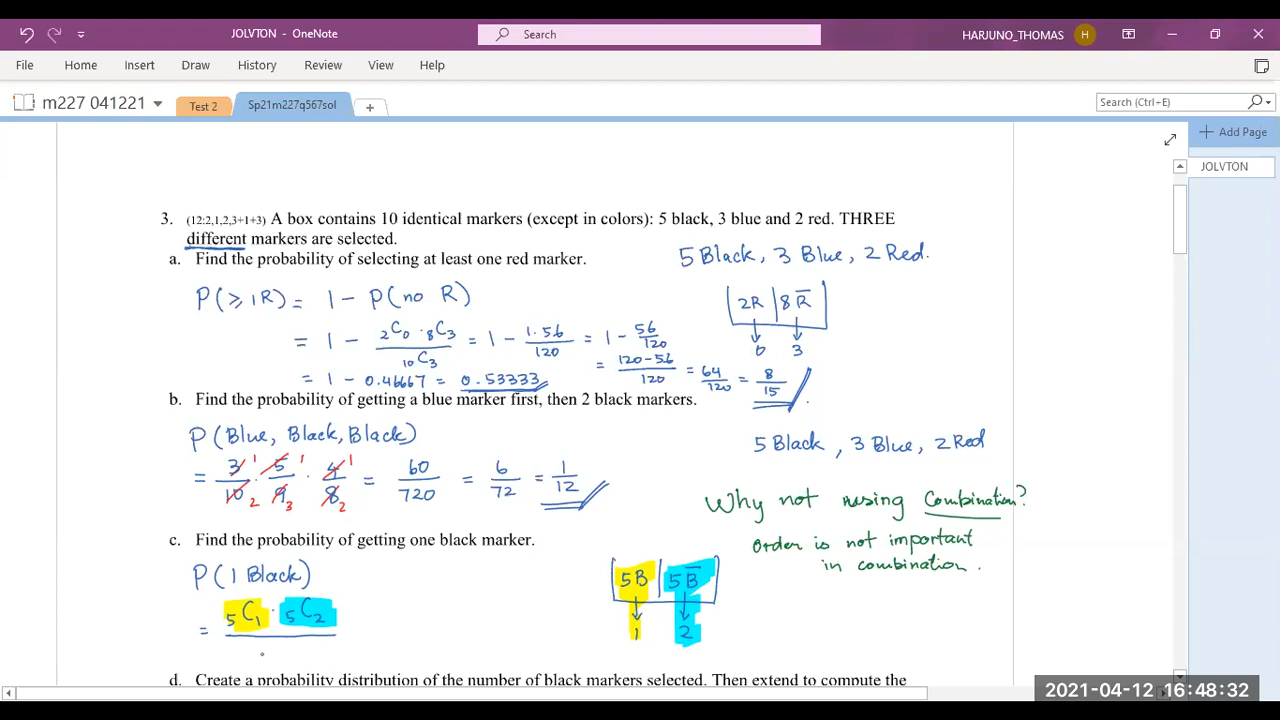 JOLVTON - OneNote
Search
HARJUNO_THOMAS
H
File Home Insert Draw History Review View Help
m227 041221
Test 2
Sp21m227q567sol
+
Search (Ctrl+E)
+ Add Page
JOLVTON
3. (12:2,1,2,3+1+3) A box contains 10 identical markers (except in colors): 5 black, 3 blue and 2 red. THREE
different markers are selected.
5 Black, 3 Blue, 2 Red.
a. Find the probability of selecting at least one red marker.
P(≥1R) = 1 - P(no R)
2R | 8R̅
0 3
= 1 - (₂C₀ · ₈C₃)/₁₀C₃ = 1 - (1·56)/120 = 1 - 56/120
= (120-56)/120 = 64/120 = 8/15
= 1 - 0.46667 = 0.53333
b. Find the probability of getting a blue marker first, then 2 black markers.
P(Blue, Black, Black)
5 Black, 3 Blue, 2 Red
= 3/10 · 5/9 · 4/8 = 60/720 = 6/72 = 1/12
1 1 1
2 3 2
Why not using Combination?
Order is not important
in combination.
c. Find the probability of getting one black marker.
P(1 Black)
5B | 5B̅
1 2
= ₅C₁ · ₅C₂
d. Create a probability distribution of the number of black markers selected. Then extend to compute the
2021-04-12 16:48:32